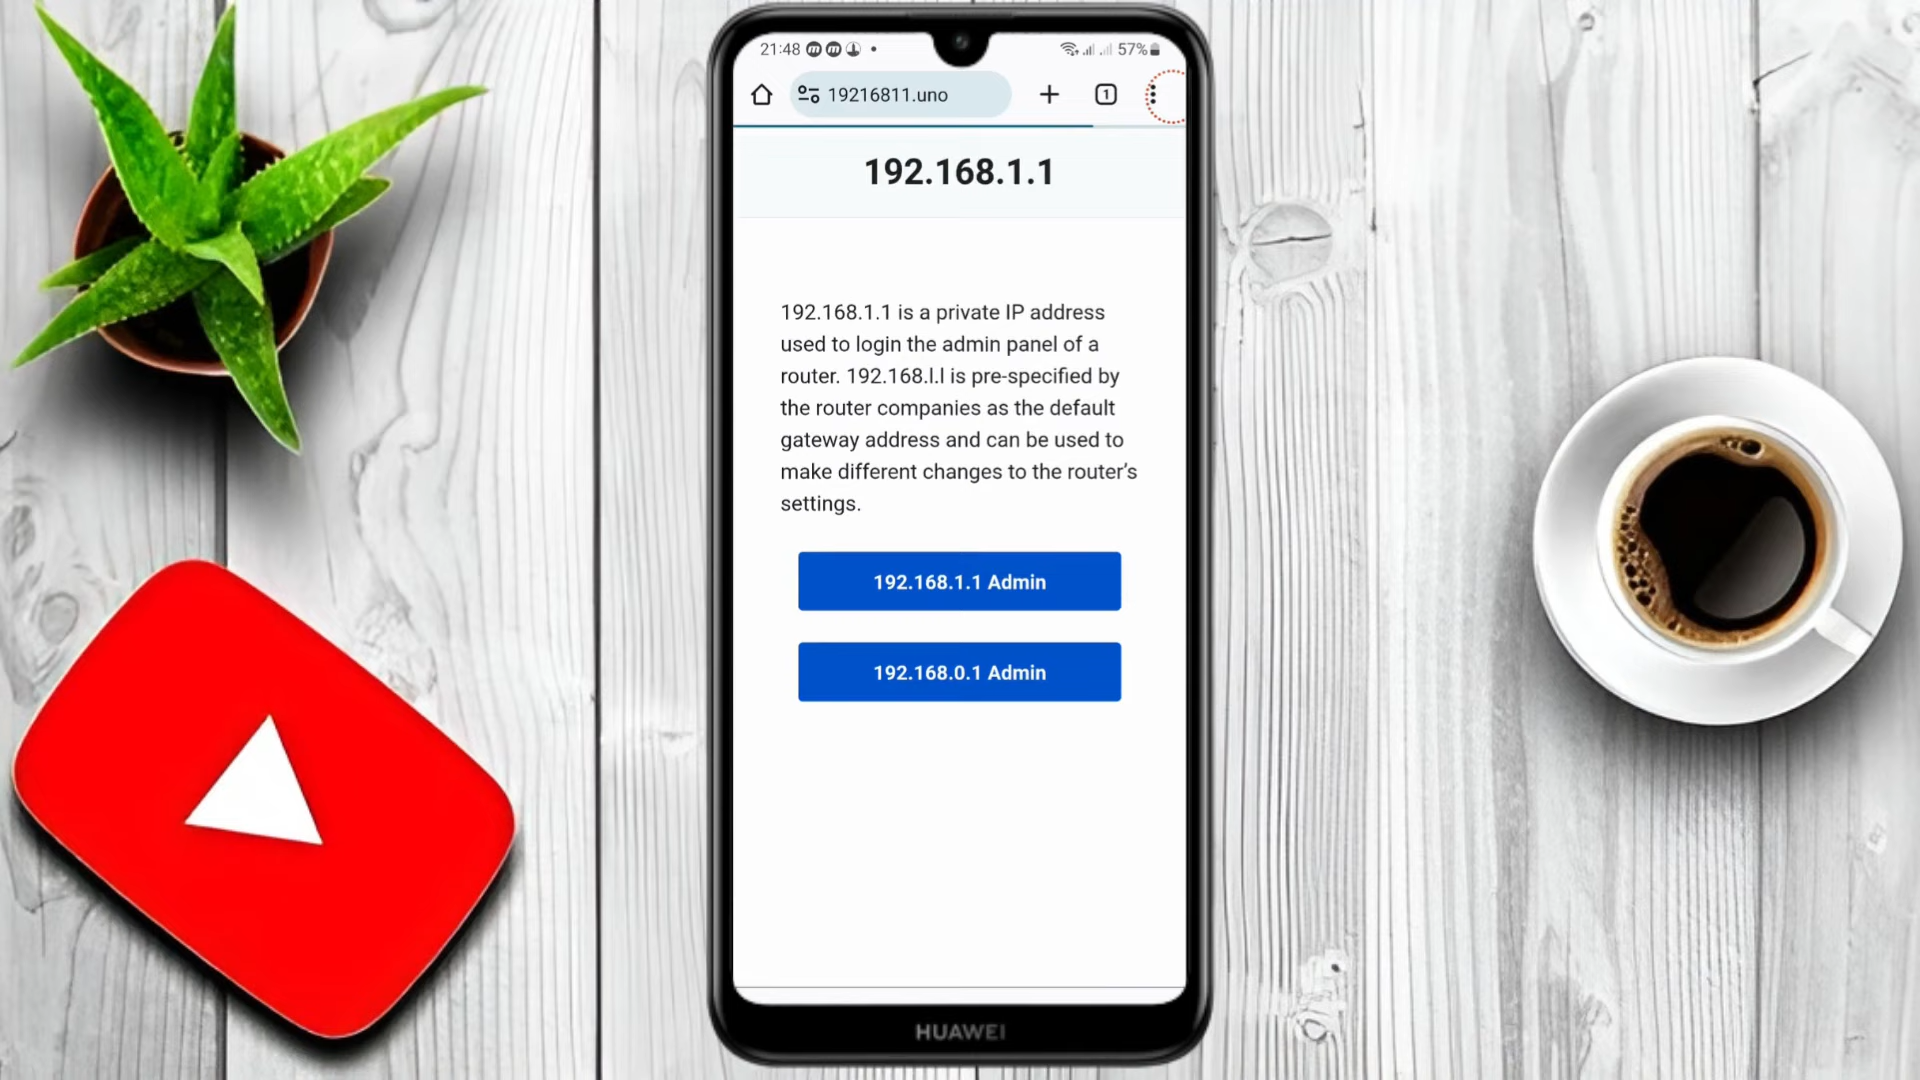 21:48
57%
19216811.uno
1
192.168.1.1
192.168.1.1 is a private IP address
used to login the admin panel of a
router. 192.168.l.l is pre-specified by
the router companies as the default
gateway address and can be used to
make different changes to the router’s
settings.
192.168.1.1 Admin
192.168.0.1 Admin
HUAWEI